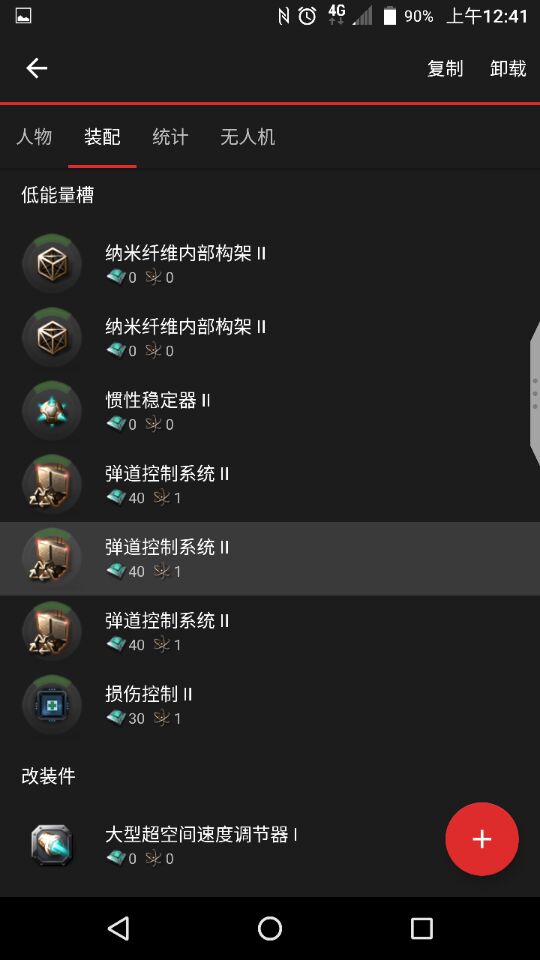 4G 90% 上午12:41
复制 卸载
人物 装配 统计 无人机
低能量槽
纳米纤维内部构架 II
0 0
纳米纤维内部构架 II
0 0
惯性稳定器 II
0 0
弹道控制系统 II
40 1
弹道控制系统 II
40 1
弹道控制系统 II
40 1
损伤控制 II
30 1
改装件
大型超空间速度调节器 I
0 0